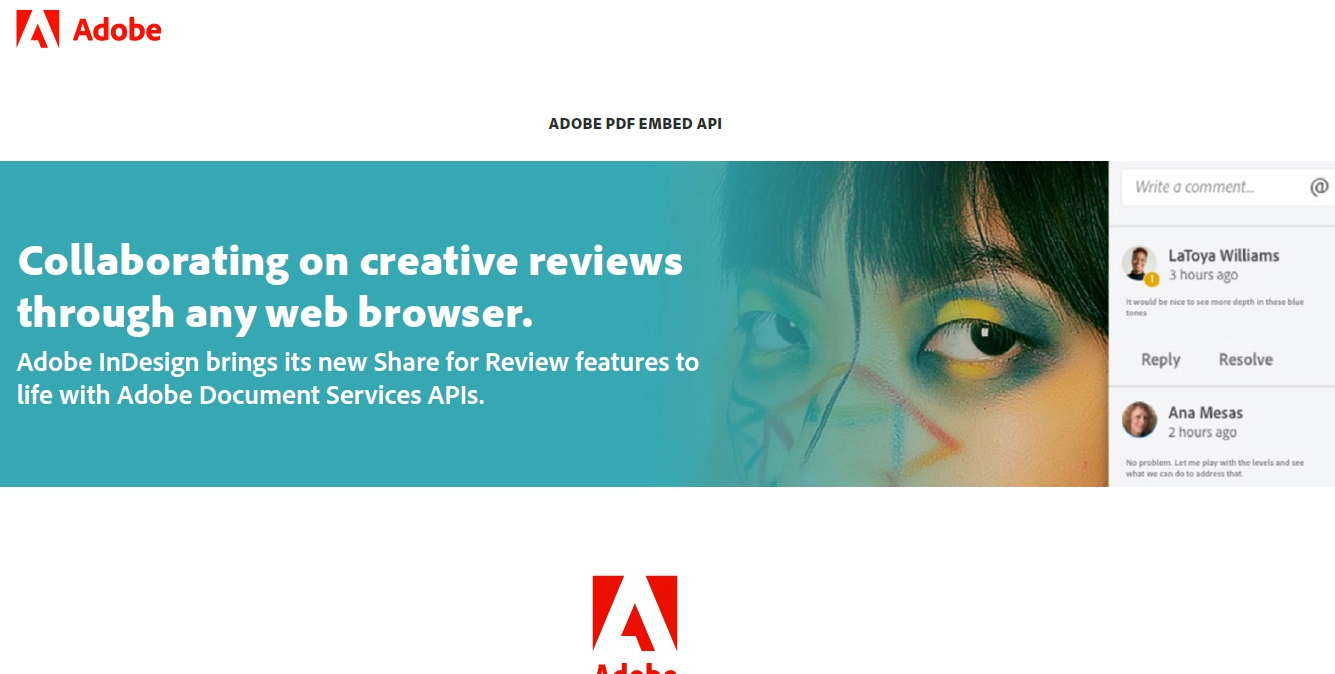 Adobe
ADOBE PDF EMBED API
Collaborating on creative reviews
through any web browser.
Adobe InDesign brings its new Share for Review features to
life with Adobe Document Services APIs.
Write a comment... @
LaToya Williams
1
3 hours ago
It would be nice to see more depth in these blue
tones
Reply Resolve
Ana Mesas
2 hours ago
No problem. Let me play with the levels and see
what we can do to address that.
Adobe